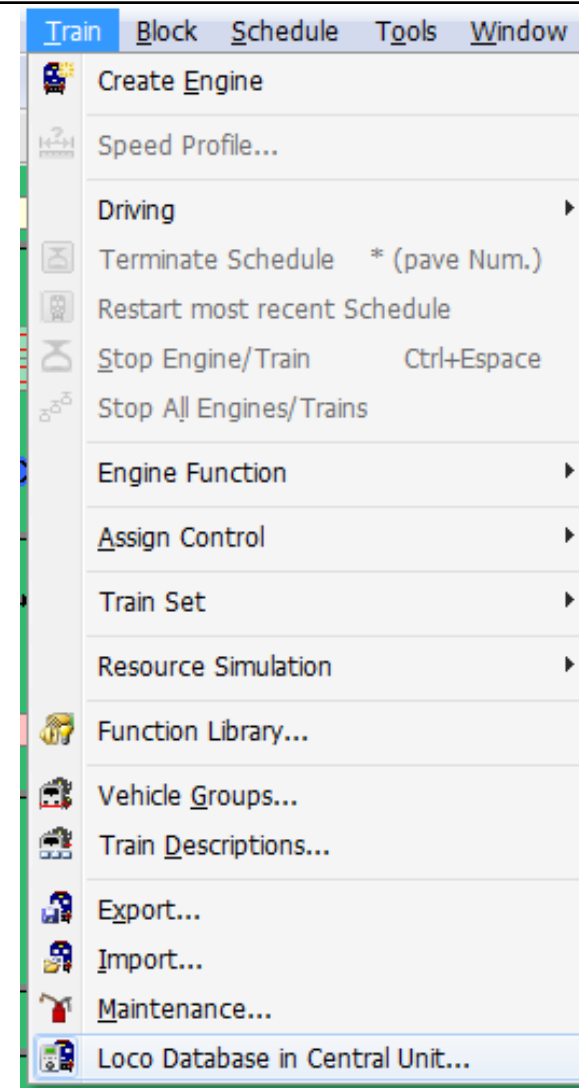 Train Block Schedule Tools Window
Create Engine
Speed Profile...
Driving
Terminate Schedule * (pave Num.)
Restart most recent Schedule
Stop Engine/Train Ctrl+Espace
Stop All Engines/Trains
Engine Function
Assign Control
Train Set
Resource Simulation
Function Library...
Vehicle Groups...
Train Descriptions...
Export...
Import...
Maintenance...
Loco Database in Central Unit...